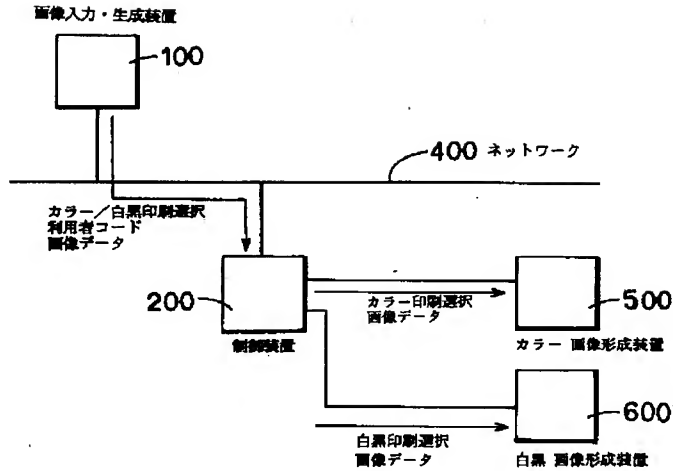 画像入力・生成装置
100
400 ネットワーク
カラー／白黒印刷選択
利用者コード
画像データ
200
制御装置
カラー印刷選択
画像データ
500
カラー 画像形成装置
白黒印刷選択
画像データ
600
白黒 画像形成装置